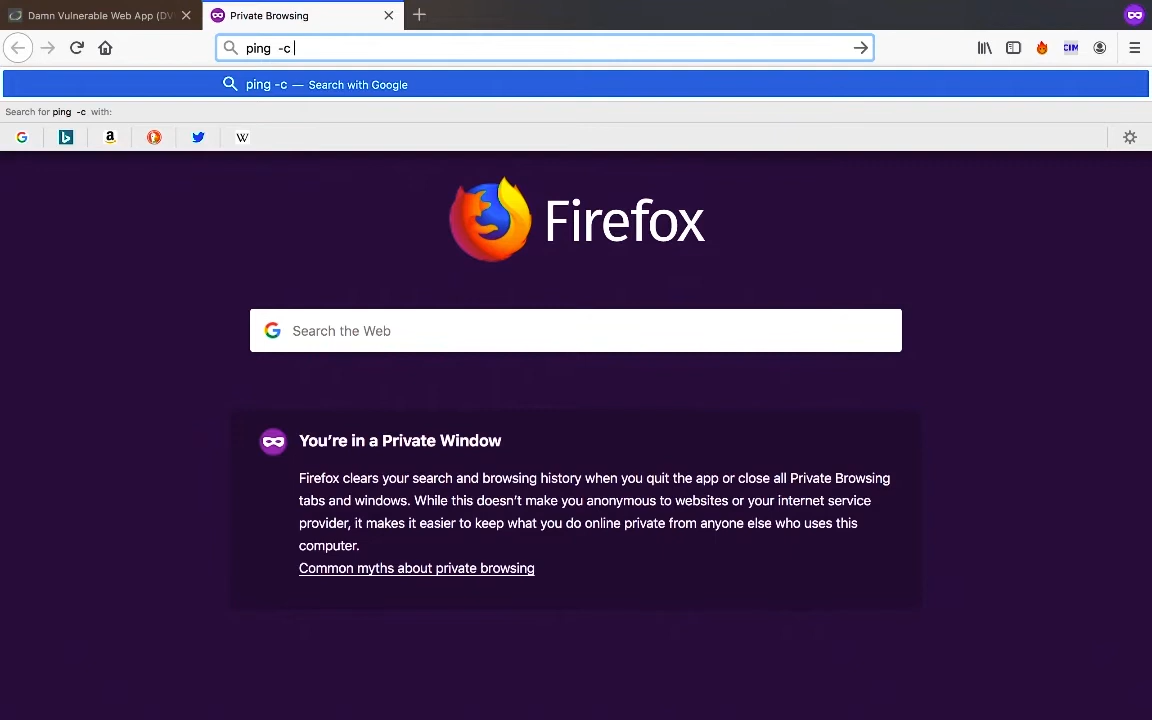 Damn Vulnerable Web App (DV
Private Browsing
ping -c
CIM
ping -c — Search with Google
Search for ping -c with:
Firefox
Search the Web
You're in a Private Window
Firefox clears your search and browsing history when you quit the app or close all Private Browsing
tabs and windows. While this doesn't make you anonymous to websites or your internet service
provider, it makes it easier to keep what you do online private from anyone else who uses this
computer.
Common myths about private browsing